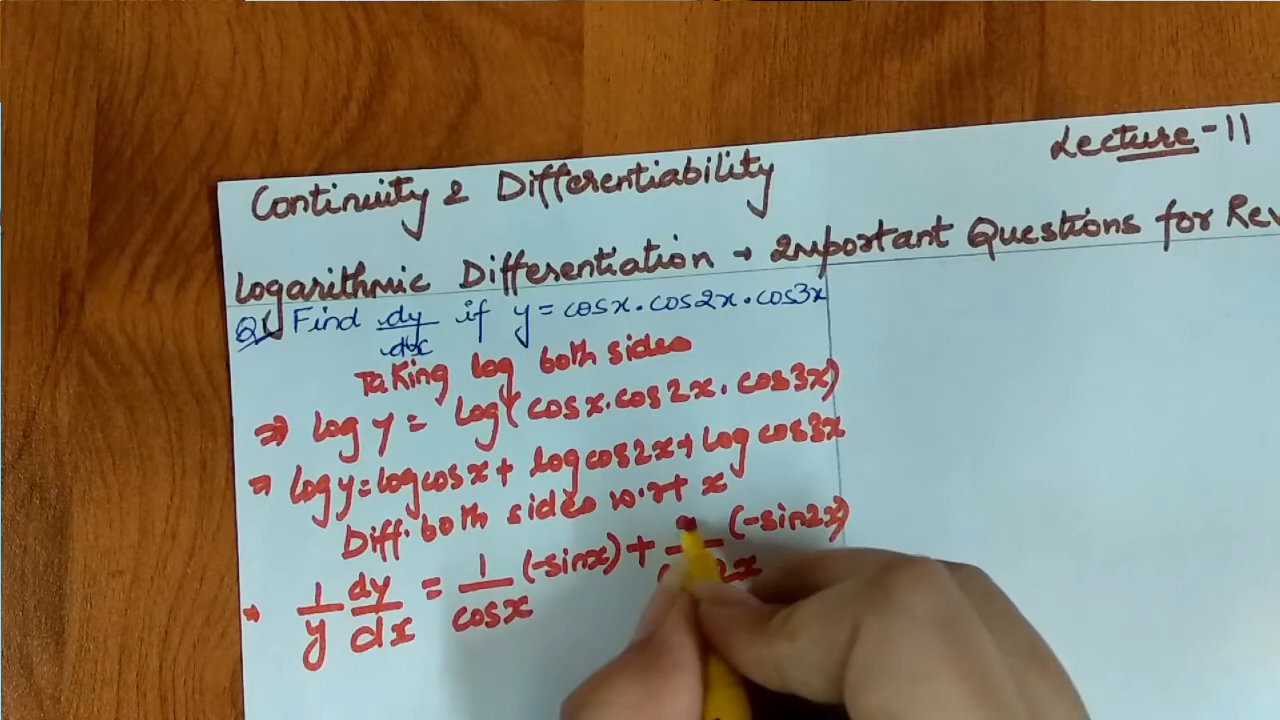 Lecture-11
Continuity & Differentiability
Logarithmic Differentiation → Important Questions for Rev
Q1 Find dy/dx if y = cosx.cos2x.cos3x
Taking log both sides
⇒ log y = log(cosx.cos2x.cos3x)
⇒ log y = log cosx + log cos2x + log cos3x
Diff. both sides w.r.t x
⇒ 1/y dy/dx = 1/cosx (-sinx) + (-sin2x)